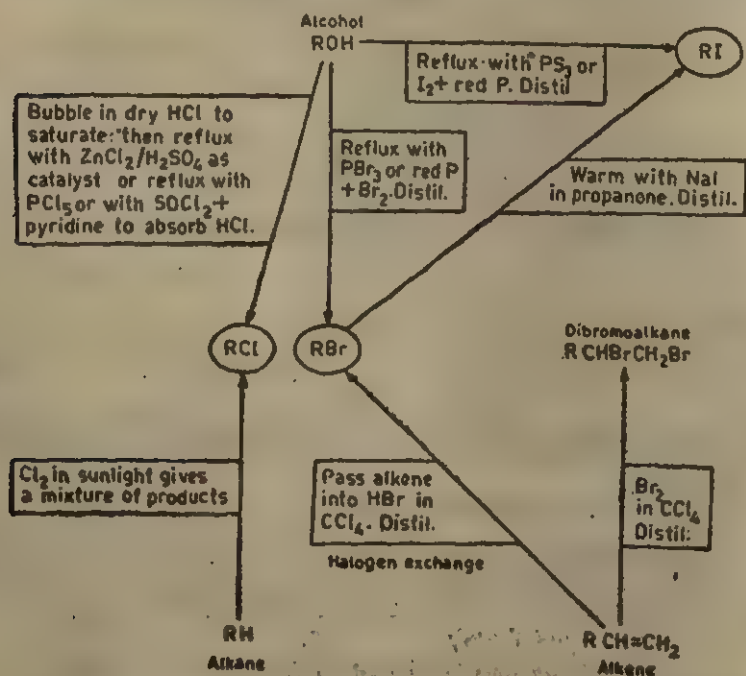 Alcohol
ROH
RI
Reflux with PS₃ or
I₂+ red P. Distil
Bubble in dry HCl to
saturate: then reflux
with ZnCl₂/H₂SO₄ as
catalyst or reflux with
PCl₅ or with SOCl₂+
pyridine to absorb HCl.
Reflux with
PBr₃ or red P
+ Br₂. Distil.
Warm with NaI
in propanone. Distil.
RCl
RBr
Dibromoalkane
R CHBrCH₂Br
Cl₂ in sunlight gives
a mixture of products
Pass alkene
into HBr in
CCl₄. Distil.
Br₂
in CCl₄
Distil.
Halogen exchange
RH
Alkane
R CH=CH₂
Alkene